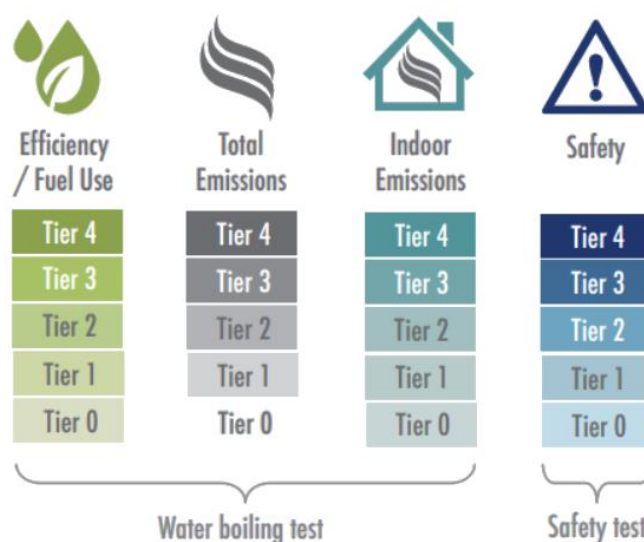 Efficiency
/ Fuel Use
Total
Emissions
Indoor
Emissions
Safety
Tier 4
Tier 3
Tier 2
Tier 1
Tier 0
Tier 4
Tier 3
Tier 2
Tier 1
Tier 0
Tier 4
Tier 3
Tier 2
Tier 1
Tier 0
Tier 4
Tier 3
Tier 2
Tier 1
Tier 0
Water boiling test
Safety test